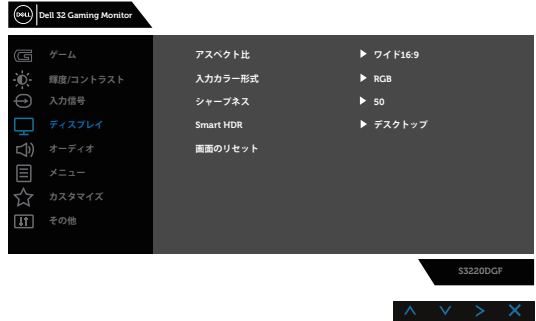 DELL Dell 32 Gaming Monitor
ゲーム
輝度/コントラスト
入力信号
ディスプレイ
オーディオ
メニュー
カスタマイズ
その他
アスペクト比 ワイド16:9
入力カラー形式 RGB
シャープネス 50
Smart HDR デスクトップ
画面のリセット
S3220DGF